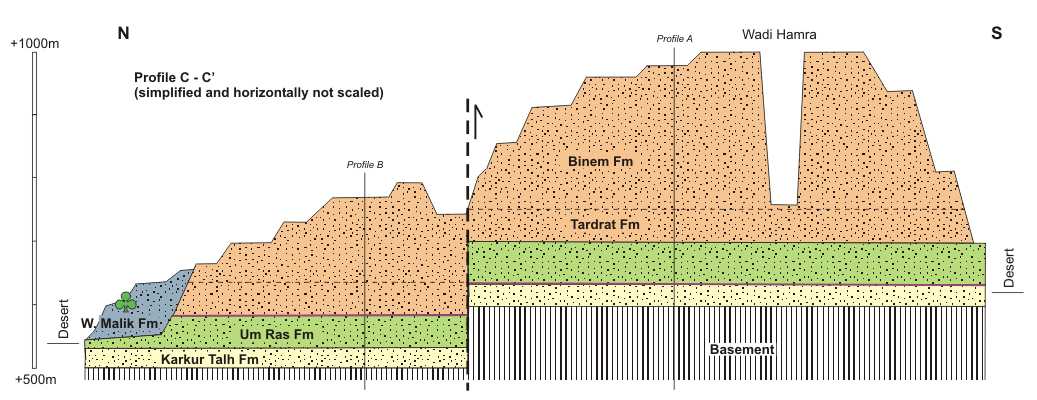 N
Wadi Hamra
S
Profile A
+1000m
Profile C - C’
(simplified and horizontally not scaled)
Profile B
Binem Fm
Tardrat Fm
Desert
Desert
W. Malik Fm
Um Ras Fm
Karkur Talh Fm
Basement
+500m